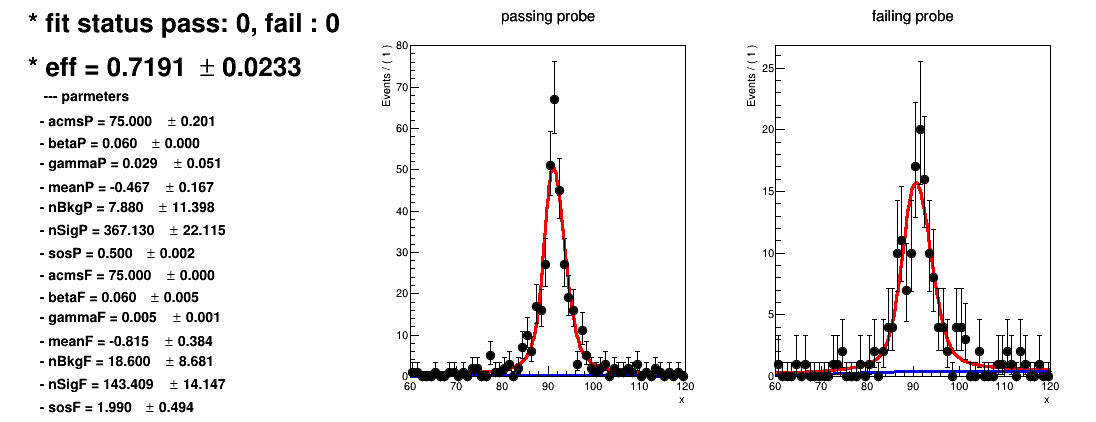 * fit status pass: 0, fail : 0
* eff = 0.7191 ± 0.0233
--- parmeters
- acmsP = 75.000 ± 0.201
- betaP = 0.060 ± 0.000
- gammaP = 0.029 ± 0.051
- meanP = -0.467 ± 0.167
- nBkgP = 7.880 ± 11.398
- nSigP = 367.130 ± 22.115
- sosP = 0.500 ± 0.002
- acmsF = 75.000 ± 0.000
- betaF = 0.060 ± 0.005
- gammaF = 0.005 ± 0.001
- meanF = -0.815 ± 0.384
- nBkgF = 18.600 ± 8.681
- nSigF = 143.409 ± 14.147
- sosF = 1.990 ± 0.494
passing probe
Events / ( 1 )
80
70
60
50
40
30
20
10
0
60 70 80 90 100 110 120
x
failing probe
Events / ( 1 )
25
20
15
10
5
0
60 70 80 90 100 110 120
x